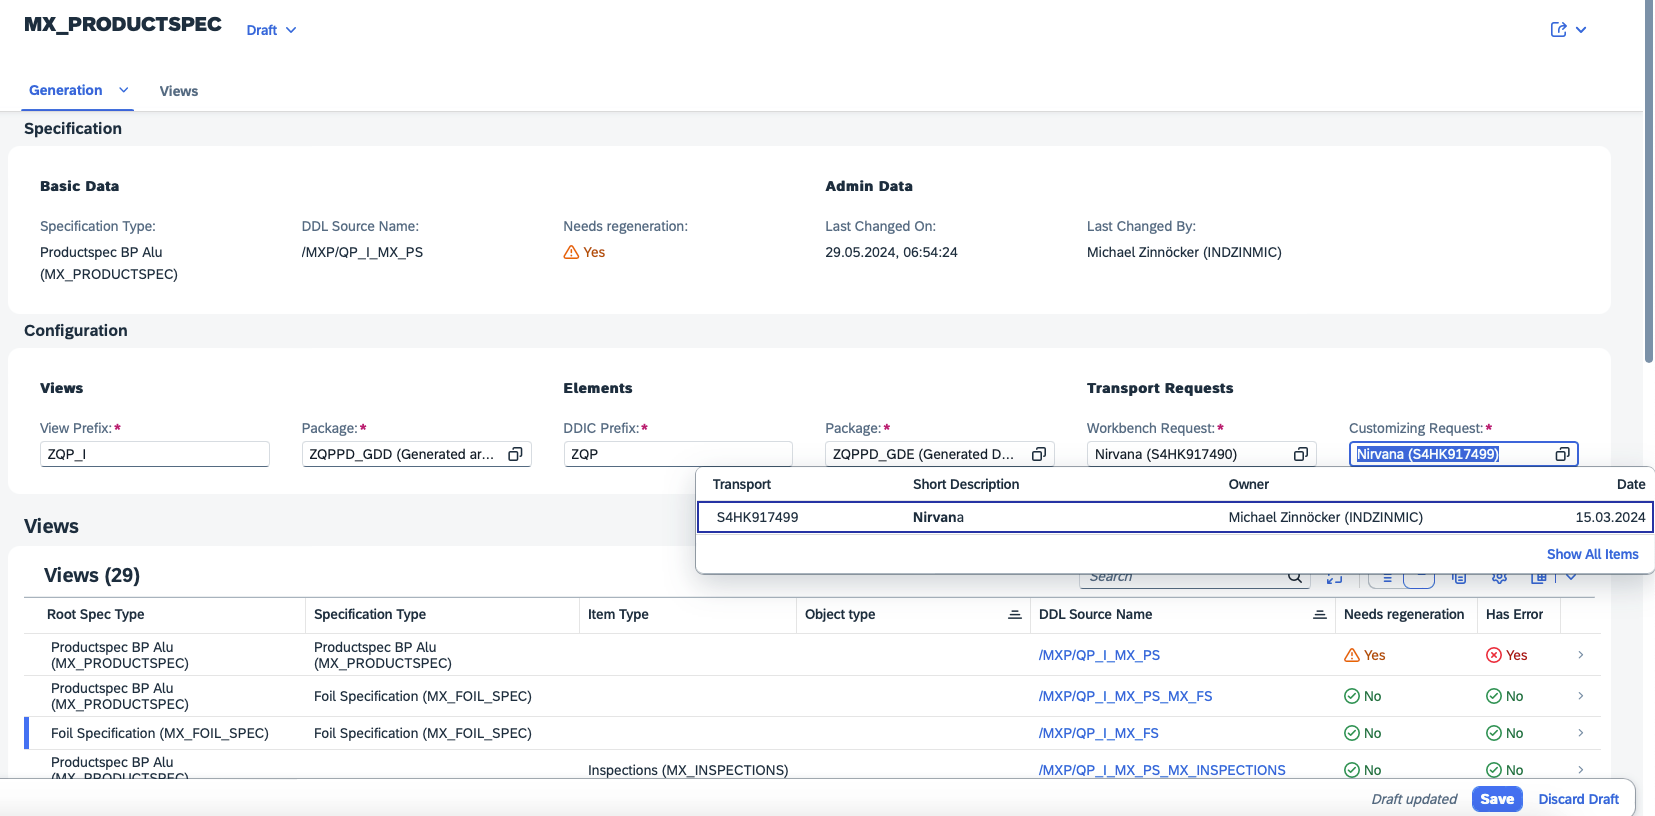 MX_PRODUCTSPEC
Draft
Generation
Views
Specification
Basic Data
Admin Data
Specification Type:
DDL Source Name:
Needs regeneration:
Last Changed On:
Last Changed By:
Productspec BP Alu
(MX_PRODUCTSPEC)
/MXP/QP_I_MX_PS
Yes
29.05.2024, 06:54:24
Michael Zinnöcker (INDZINMIC)
Configuration
Views
Elements
Transport Requests
View Prefix:*
Package:*
DDIC Prefix:*
Package:*
Workbench Request:*
Customizing Request:*
ZQP_I
ZQPPD_GDD (Generated ar...
ZQP
ZQPPD_GDE (Generated D...
Nirvana (S4HK917490)
Nirvana (S4HK917499)
Transport Short Description Owner Date
S4HK917499 Nirvana Michael Zinnöcker (INDZINMIC) 15.03.2024
Show All Items
Views
Views (29)
Search
Root Spec Type Specification Type Item Type Object type DDL Source Name Needs regeneration Has Error
Productspec BP Alu
(MX_PRODUCTSPEC)
Productspec BP Alu
(MX_PRODUCTSPEC)
/MXP/QP_I_MX_PS
Yes
Yes
Productspec BP Alu
(MX_PRODUCTSPEC)
Foil Specification (MX_FOIL_SPEC)
/MXP/QP_I_MX_PS_MX_FS
No
No
Foil Specification (MX_FOIL_SPEC)
Foil Specification (MX_FOIL_SPEC)
/MXP/QP_I_MX_FS
No
No
Productspec BP Alu
(MX_PRODUCTSPEC)
Inspections (MX_INSPECTIONS)
/MXP/QP_I_MX_PS_MX_INSPECTIONS
No
No
Draft updated
Save
Discard Draft